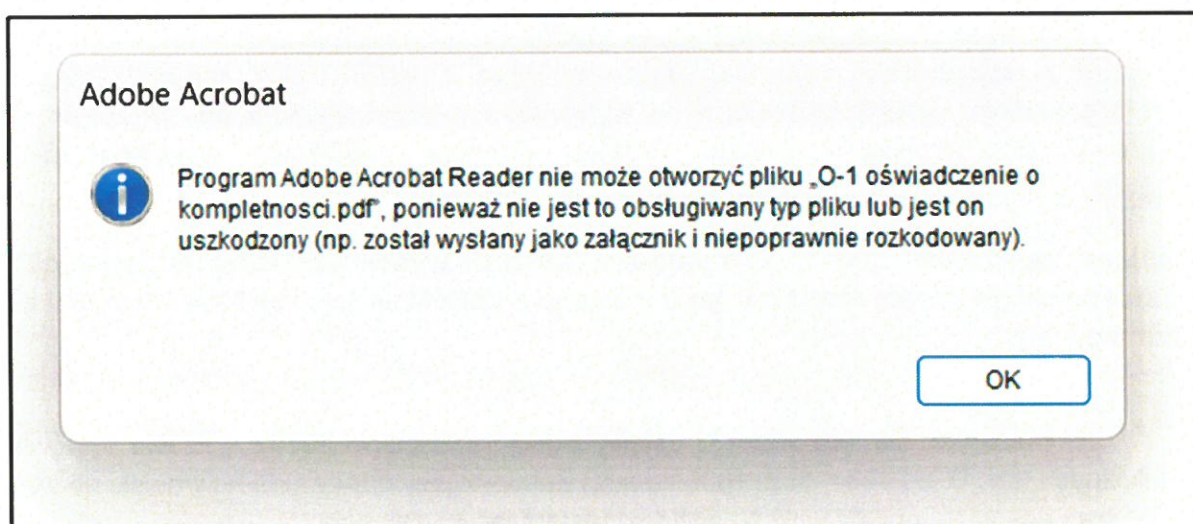 Adobe Acrobat
Program Adobe Acrobat Reader nie może otworzyć pliku „O-1 oświadczenie o
kompletnosci.pdf”, ponieważ nie jest to obsługiwany typ pliku lub jest on
uszkodzony (np. został wysłany jako załącznik i niepoprawnie rozkodowany).
OK